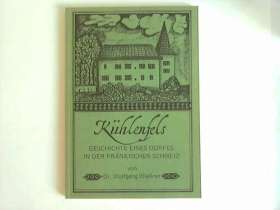 Kühlenfels
GESCHICHTE EINES DORFES
IN DER FRÄNKISCHEN SCHWEIZ
von
Dr. Wolfgang